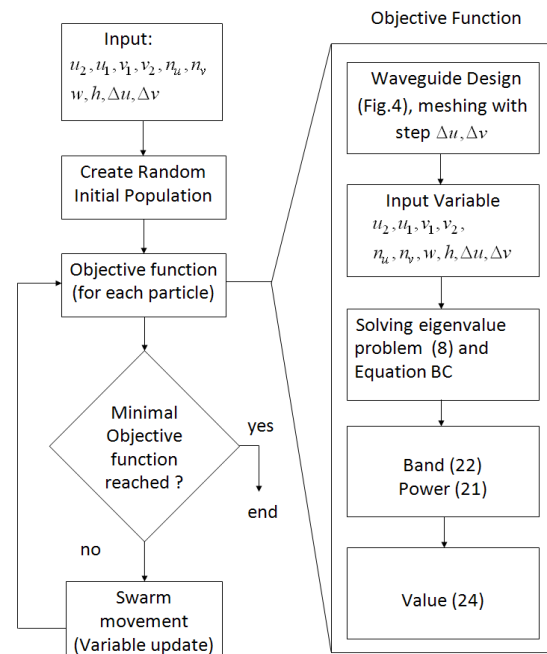 Input:
u₂,u₁,v₁,v₂,nᵤ,nᵥ
w,h,Δu,Δv
Create Random
Initial Population
Objective function
(for each particle)
Minimal
Objective
function
reached ?
yes
end
no
Swarm
movement
(Variable update)
Objective Function
Waveguide Design
(Fig.4), meshing with
step Δu,Δv
Input Variable
u₂,u₁,v₁,v₂,
nᵤ,nᵥ,w,h,Δu,Δv
Solving eigenvalue
problem (8) and
Equation BC
Band (22)
Power (21)
Value (24)